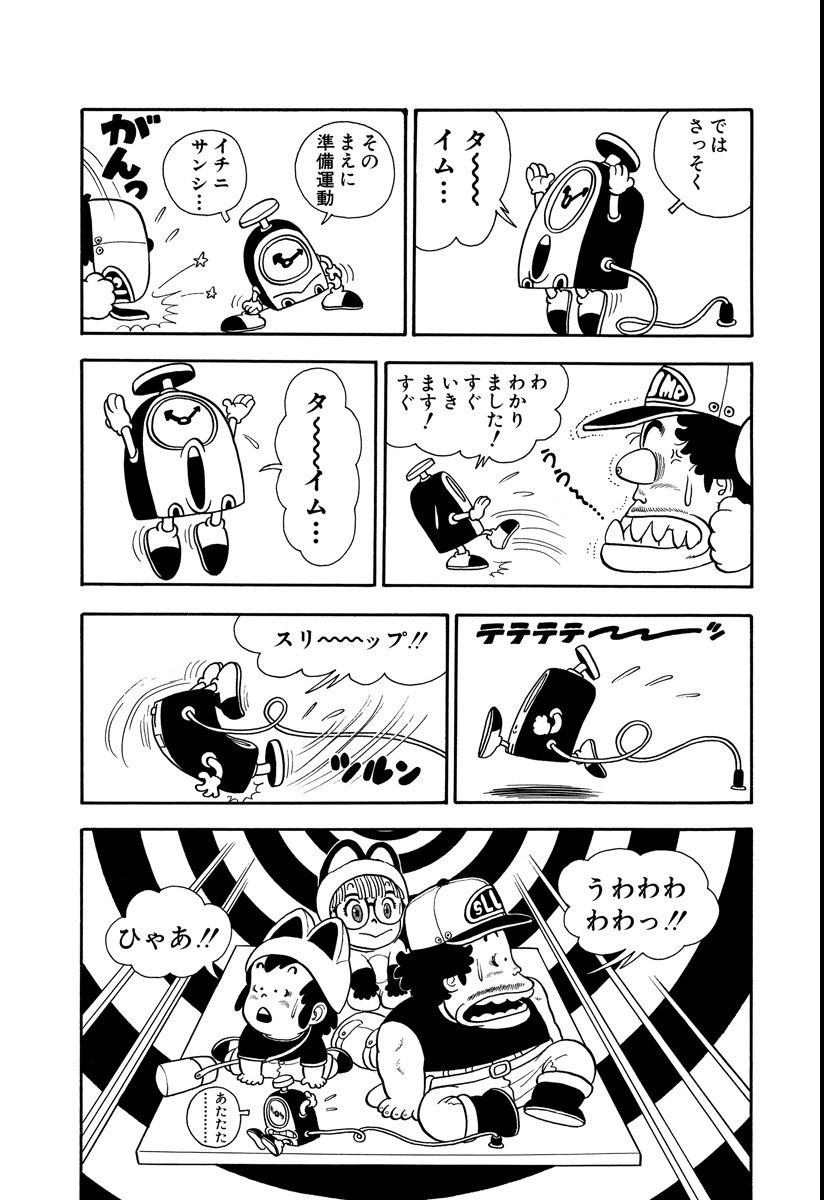 では
さっそく
タ〜〜〜
イム…
その
まえに
準備運動
イチニ
サンシ…
がんっ
わ
わかり
ました!
すぐ
いき
ます!
すぐ
うぅ〜〜……
タ〜〜〜イム…
テテテテ〜〜ッ
スリ〜〜〜ップ!!
ツルン
うわわわ
わわっ!!
SLL
ひゃあ!!
あたたた
…………